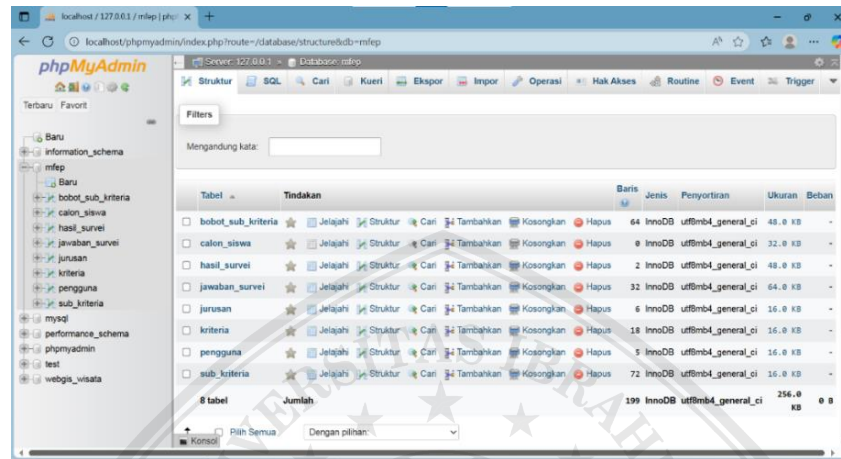 localhost / 127.0.0.1 / mfep | php
localhost/phpmyadmin/index.php?route=/database/structure&db=mfep
phpMyAdmin
Terbaru Favorit
Baru
information_schema
mfep
Baru
bobot_sub_kriteria
calon_siswa
hasil_survei
jawaban_survei
jurusan
kriteria
pengguna
sub_kriteria
mysql
performance_schema
phpmyadmin
test
webgis_wisata
Server: 127.0.0.1 » Database: mfep
Struktur SQL Cari Kueri Ekspor Impor Operasi Hak Akses Routine Event Trigger
Filters
Mengandung kata:
Tabel Tindakan Baris Jenis Penyortiran Ukuran Beban
bobot_sub_kriteria Jelajahi Struktur Cari Tambahkan Kosongkan Hapus 64 InnoDB utf8mb4_general_ci 48.0 KB -
calon_siswa Jelajahi Struktur Cari Tambahkan Kosongkan Hapus 0 InnoDB utf8mb4_general_ci 32.0 KB -
hasil_survei Jelajahi Struktur Cari Tambahkan Kosongkan Hapus 2 InnoDB utf8mb4_general_ci 48.0 KB -
jawaban_survei Jelajahi Struktur Cari Tambahkan Kosongkan Hapus 32 InnoDB utf8mb4_general_ci 64.0 KB -
jurusan Jelajahi Struktur Cari Tambahkan Kosongkan Hapus 6 InnoDB utf8mb4_general_ci 16.0 KB -
kriteria Jelajahi Struktur Cari Tambahkan Kosongkan Hapus 18 InnoDB utf8mb4_general_ci 16.0 KB -
pengguna Jelajahi Struktur Cari Tambahkan Kosongkan Hapus 5 InnoDB utf8mb4_general_ci 16.0 KB -
sub_kriteria Jelajahi Struktur Cari Tambahkan Kosongkan Hapus 72 InnoDB utf8mb4_general_ci 16.0 KB -
8 tabel Jumlah 199 InnoDB utf8mb4_general_ci 256.0 KB 0 B
Pilih Semua Dengan pilihan:
Konsol